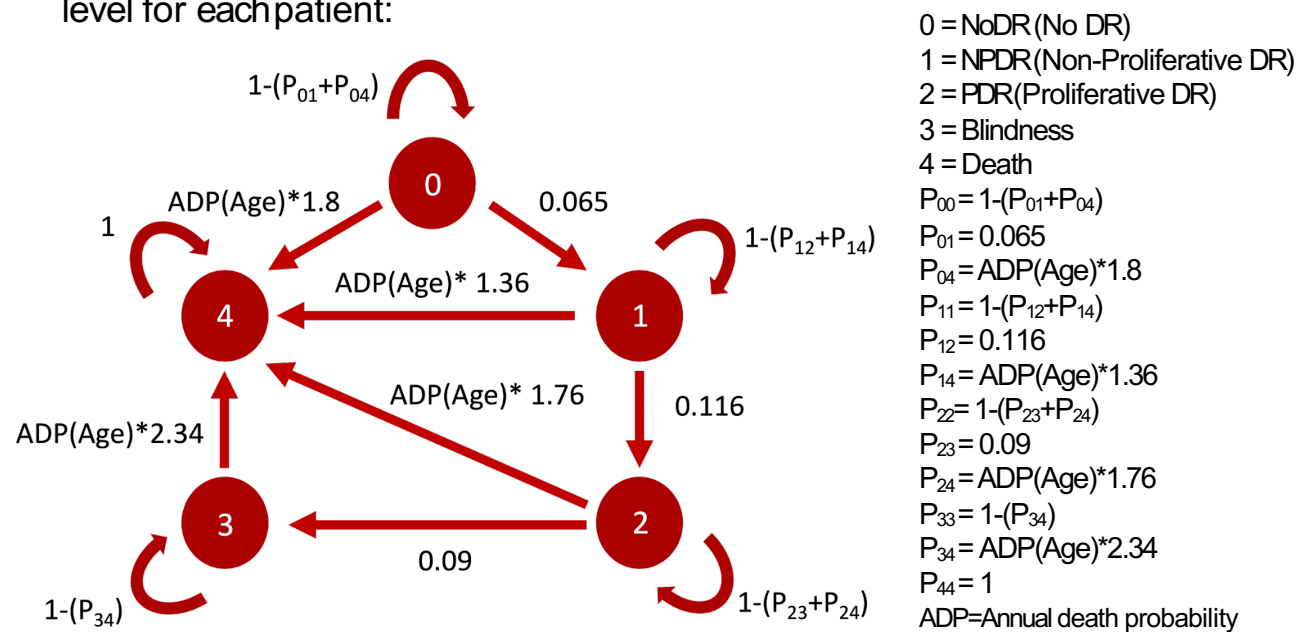 level for each patient:
1-(P01+P04)
0
ADP(Age)*1.8
0.065
1
1-(P12+P14)
ADP(Age)* 1.36
4
1
ADP(Age)* 1.76
0.116
ADP(Age)*2.34
3
2
0.09
1-(P34)
1-(P23+P24)
0 = NoDR (No DR)
1 = NPDR (Non-Proliferative DR)
2 = PDR (Proliferative DR)
3 = Blindness
4 = Death
P00 = 1-(P01+P04)
P01 = 0.065
P04 = ADP(Age)*1.8
P11 = 1-(P12+P14)
P12 = 0.116
P14 = ADP(Age)*1.36
P22= 1-(P23+P24)
P23 = 0.09
P24 = ADP(Age)*1.76
P33 = 1-(P34)
P34 = ADP(Age)*2.34
P44 = 1
ADP=Annual death probability